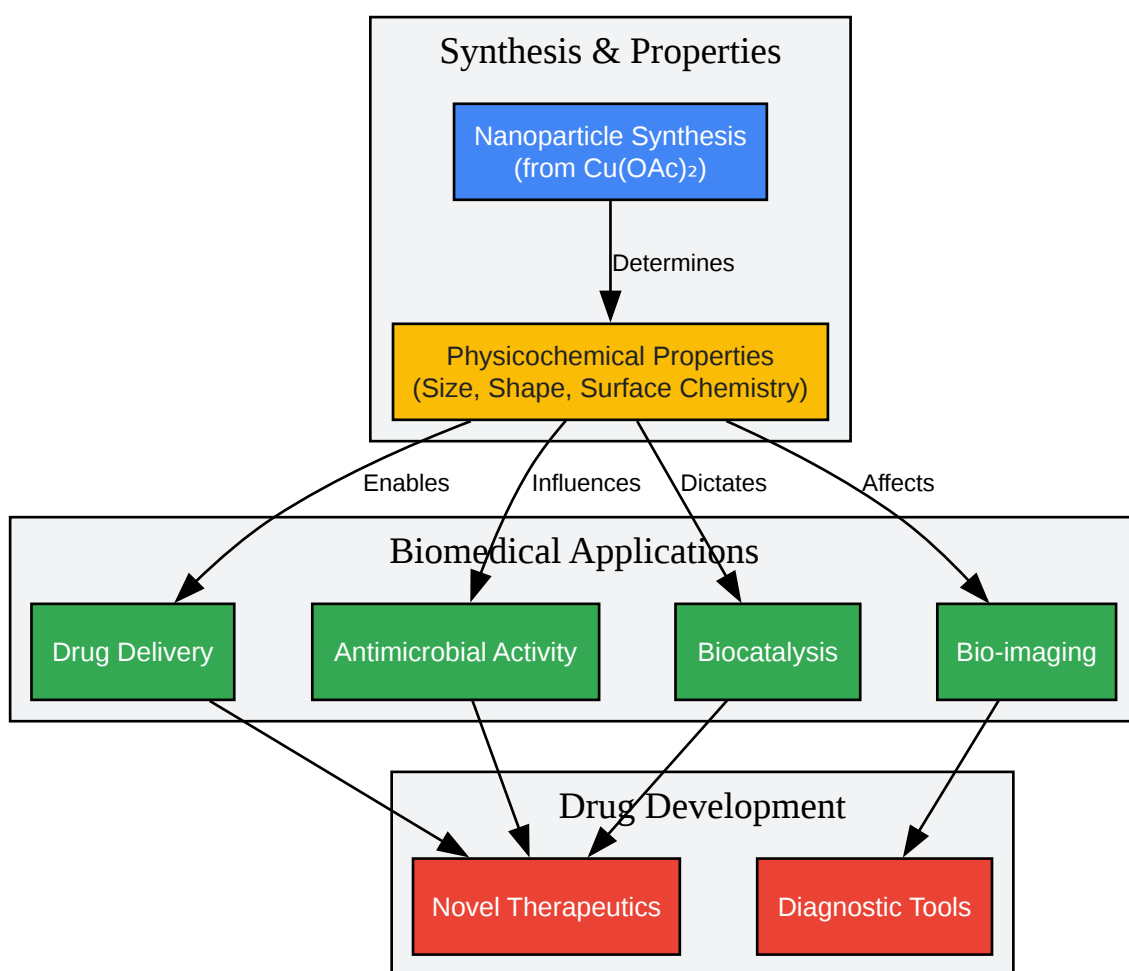 Synthesis & Properties
Nanoparticle Synthesis
(from Cu(OAc)₂)
Determines
Physicochemical Properties
(Size, Shape, Surface Chemistry)
Enables
Influences
Dictates
Affects
Biomedical Applications
Drug Delivery
Antimicrobial Activity
Biocatalysis
Bio-imaging
Drug Development
Novel Therapeutics
Diagnostic Tools